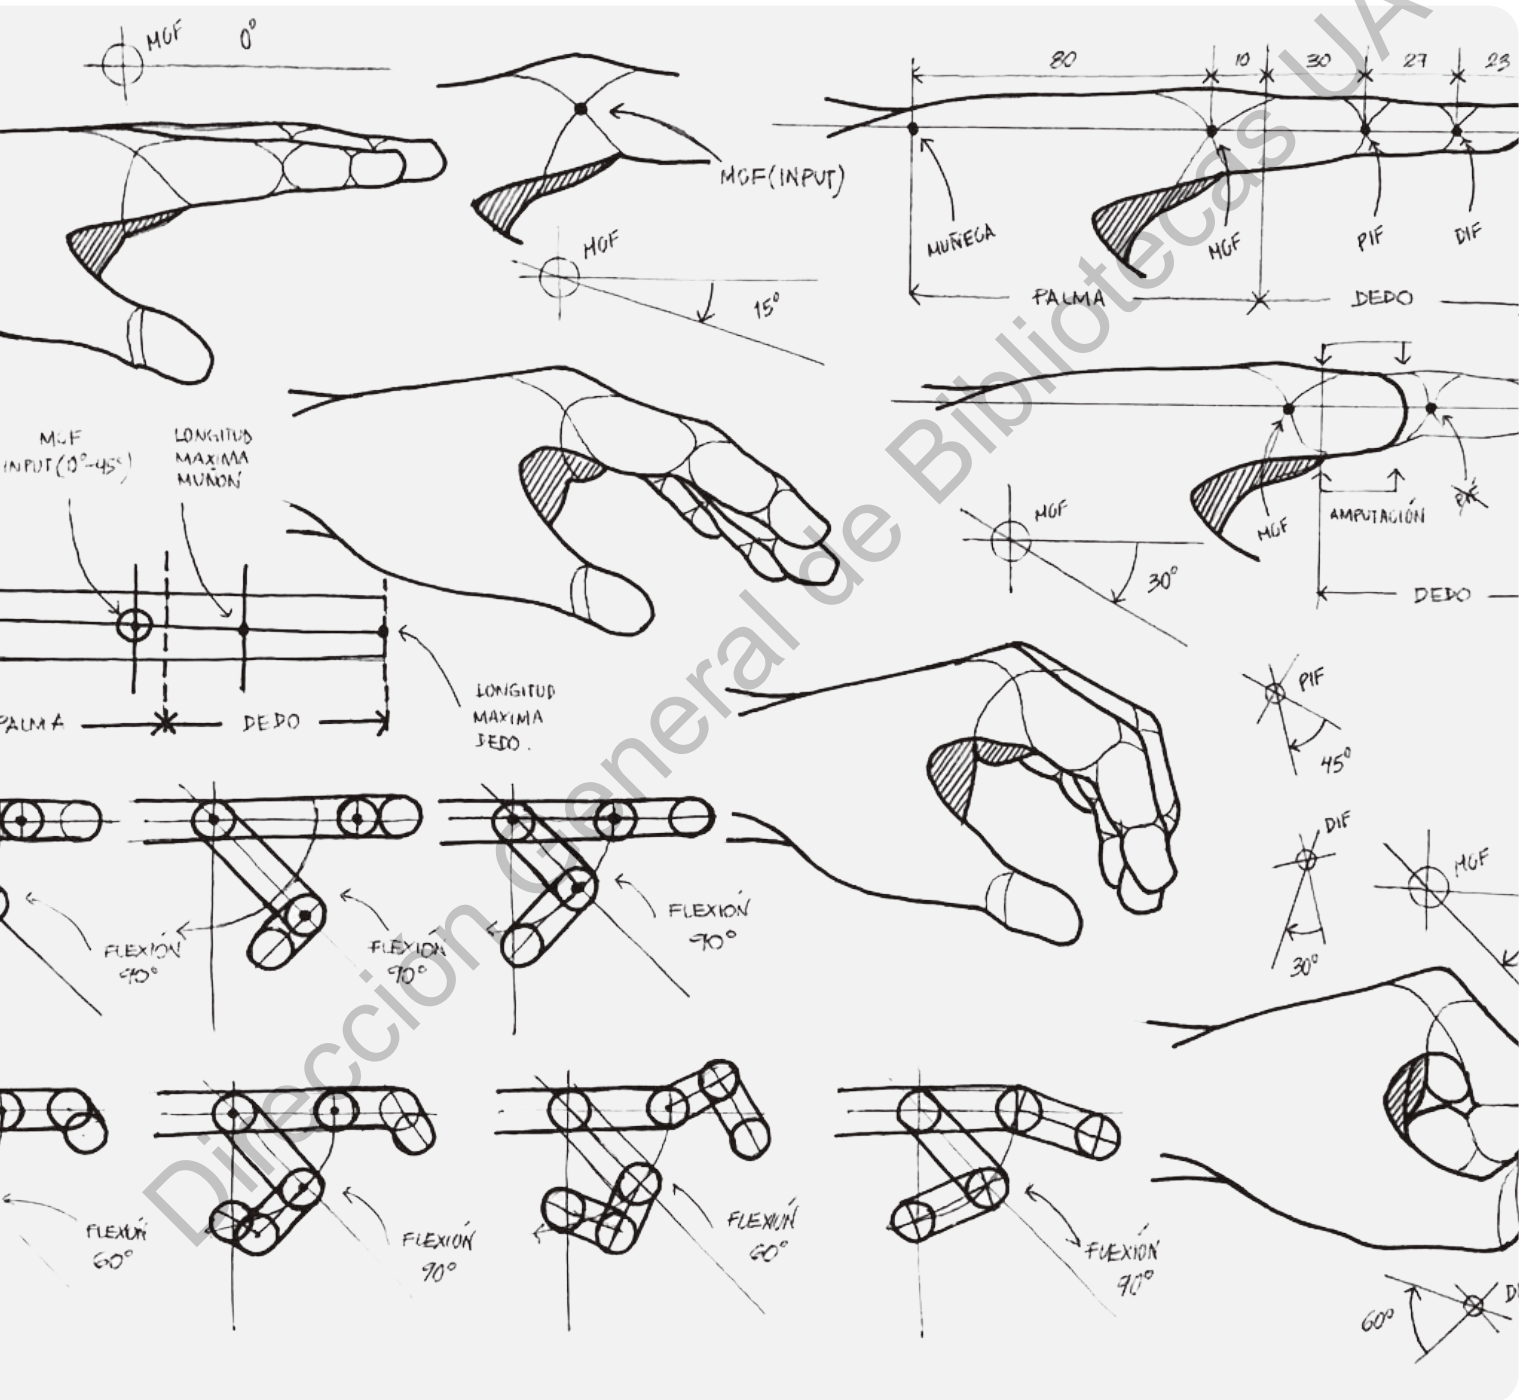 MCF 0°
80 10 30 27 23
MCF (INPUT)
MUÑECA
MCF
PIF
DIF
MCF
15°
PALMA
DEDO
MCF
INPUT (0°-45°)
LONGITUD
MAXIMA
MUÑON
MCF
AMPUTACIÓN
PIF
MCF
30°
DEDO
PALMA
DEDO
LONGITUD
MAXIMA
DEDO.
PIF
45°
DIF
30°
MCF
FLEXIÓN
90°
FLEXIÓN
90°
FLEXIÓN
90°
FLEXIÓN
60°
FLEXIÓN
90°
FLEXIÓN
60°
FLEXIÓN
90°
60°
Dirección General de Bibliotecas UA